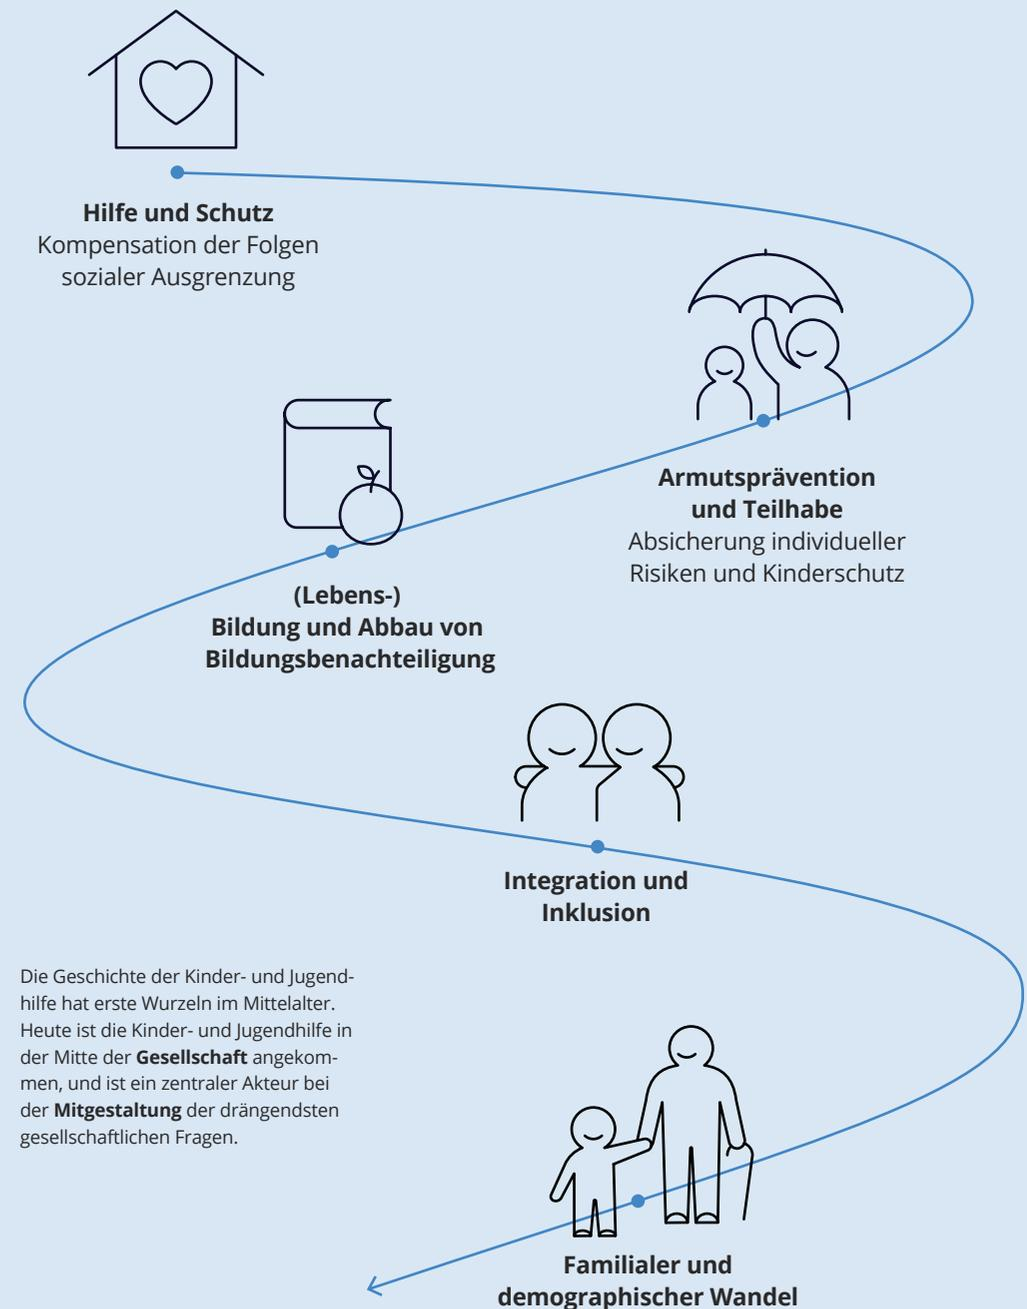 Hilfe und Schutz
Kompensation der Folgen
sozialer Ausgrenzung
Armutsprävention
und Teilhabe
Absicherung individueller
Risiken und Kinderschutz
(Lebens-)
Bildung und Abbau von
Bildungsbenachteiligung
Integration und
Inklusion
Die Geschichte der Kinder- und Jugend-
hilfe hat erste Wurzeln im Mittelalter.
Heute ist die Kinder- und Jugendhilfe in
der Mitte der Gesellschaft angekom-
men, und ist ein zentraler Akteur bei
der Mitgestaltung der drängendsten
gesellschaftlichen Fragen.
Familialer und
demographischer Wandel